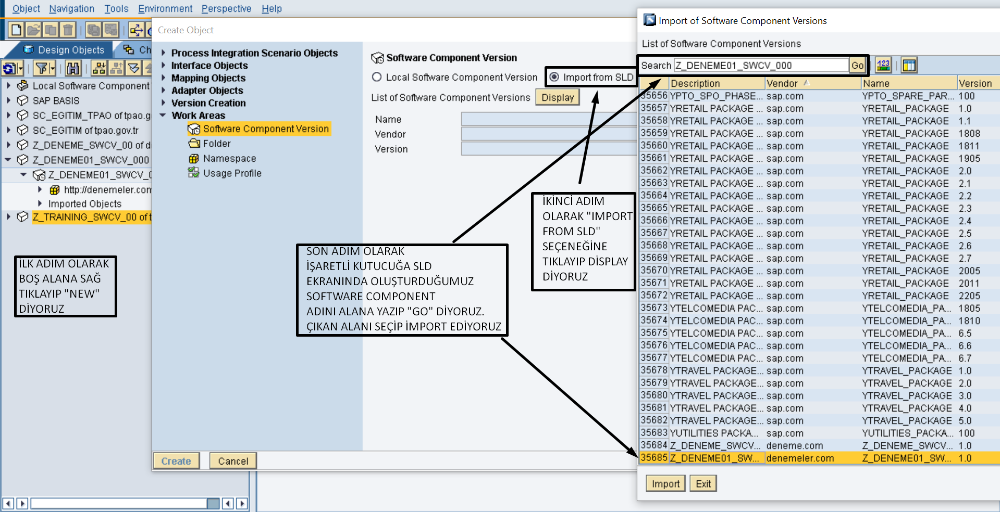 Object Navigation Tools Environment Perspective Help
Design Objects
Local Software Component
SAP BASIS
SC_EGITIM_TPAO of tpao.g
SC_EGITIM of tpao.gov.tr
Z_DENEME_SWCV_00 of d
Z_DENEME01_SWCV_000
Z_DENEME01_SWCV_0
http://denemeler.com
Imported Objects
Z_TRAINING_SWCV_00 of t
İLK ADIM OLARAK
BOŞ ALANA SAĞ
TIKLAYIP "NEW"
DİYORUZ
Create Object
Process Integration Scenario Objects
Interface Objects
Mapping Objects
Adapter Objects
Version Creation
Work Areas
Software Component Version
Folder
Namespace
Usage Profile
Software Component Version
Local Software Component Version Import from SLD
List of Software Component Versions Display
Name
Vendor
Version
İKİNCİ ADIM
OLARAK "IMPORT
FROM SLD"
SEÇENEĞİNE
TIKLAYIP DİSPLAY
DİYORUZ
SON ADIM OLARAK
İŞARETLİ KUTUCUĞA SLD
EKRANINDA OLUŞTURDUĞUMUZ
SOFTWARE COMPONENT
ADINI ALANA YAZIP "GO" DİYORUZ.
ÇIKAN ALANI SEÇİP İMPORT EDİYORUZ
Create Cancel
Import of Software Component Versions
List of Software Component Versions
Search Z_DENEME01_SWCV_000 Go 123
Description Vendor Name Version
35656 YPTO_SPO_PHASE... sap.com YPTO_SPARE_PAR... 100
35657 YRETAIL PACKAGE ... sap.com YRETAIL_PACKAGE 1.0
35658 YRETAIL PACKAGE ... sap.com YRETAIL_PACKAGE 1.1
35659 YRETAIL PACKAGE ... sap.com YRETAIL_PACKAGE 1808
35660 YRETAIL PACKAGE ... sap.com YRETAIL_PACKAGE 1811
35661 YRETAIL PACKAGE ... sap.com YRETAIL_PACKAGE 1905
35662 YRETAIL PACKAGE ... sap.com YRETAIL_PACKAGE 2.0
35663 YRETAIL PACKAGE ... sap.com YRETAIL_PACKAGE 2.1
35664 YRETAIL PACKAGE ... sap.com YRETAIL_PACKAGE 2.2
35665 YRETAIL PACKAGE ... sap.com YRETAIL_PACKAGE 2.3
35666 YRETAIL PACKAGE ... sap.com YRETAIL_PACKAGE 2.4
35667 YRETAIL PACKAGE ... sap.com YRETAIL_PACKAGE 2.5
35668 YRETAIL PACKAGE ... sap.com YRETAIL_PACKAGE 2.6
35669 YRETAIL PACKAGE ... sap.com YRETAIL_PACKAGE 2.7
35670 YRETAIL PACKAGE ... sap.com YRETAIL_PACKAGE 2005
35671 YRETAIL PACKAGE ... sap.com YRETAIL_PACKAGE 2011
35672 YRETAIL PACKAGE ... sap.com YRETAIL_PACKAGE 2205
35673 YTELCOMEDIA PAC... sap.com YTELCOMEDIA_PA... 1805
35674 YTELCOMEDIA PAC... sap.com YTELCOMEDIA_PA... 1810
35675 YTELCOMEDIA PAC... sap.com YTELCOMEDIA_PA... 6.5
35676 YTELCOMEDIA PAC... sap.com YTELCOMEDIA_PA... 6.6
35677 YTELCOMEDIA PAC... sap.com YTELCOMEDIA_PA... 6.7
35678 YTRAVEL PACKAGE... sap.com YTRAVEL_PACKAGE 1.0
35679 YTRAVEL PACKAGE... sap.com YTRAVEL_PACKAGE 2.0
35680 YTRAVEL PACKAGE... sap.com YTRAVEL_PACKAGE 3.0
35681 YTRAVEL PACKAGE... sap.com YTRAVEL_PACKAGE 4.0
35682 YTRAVEL PACKAGE... sap.com YTRAVEL_PACKAGE 5.0
35683 YUTILITIES PACKA... sap.com YUTILITIES_PACKA... 100
35684 Z_DENEME_SWCV... deneme.com Z_DENEME_SWCV... 1.0
35685 Z_DENEME01_SW... denemeler.com Z_DENEME01_SW... 1.0
Import Exit